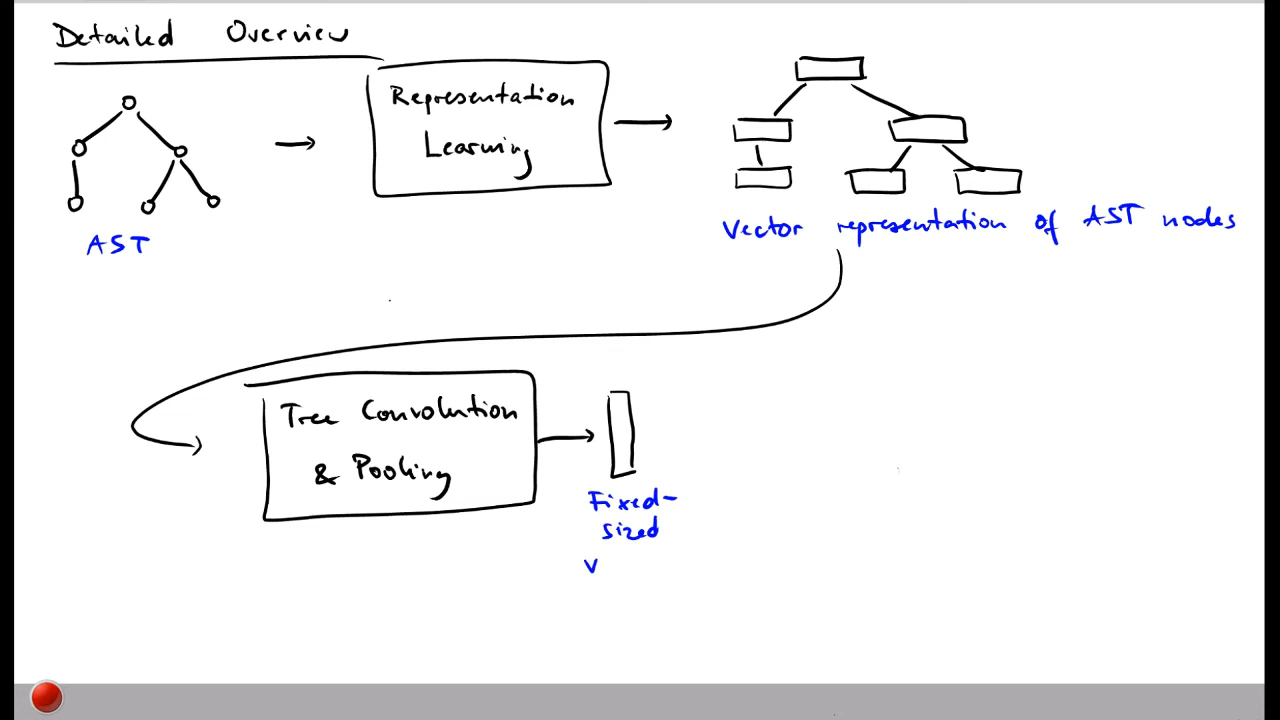 Detailed Overview
Representation
Learning
AST
Vector representation of AST nodes
Tree Convolution
& Pooling
Fixed-
sized
v